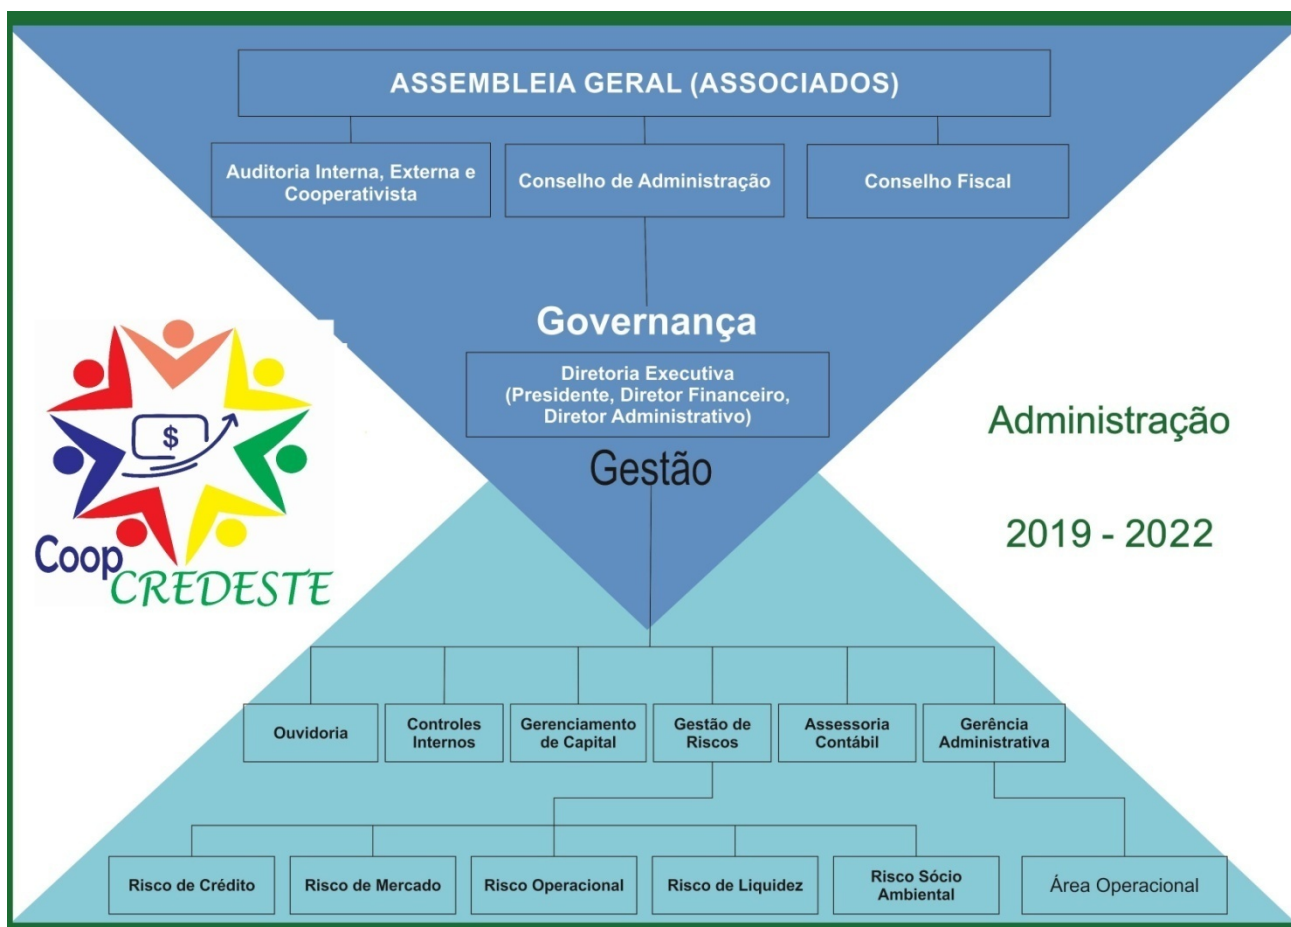 ASSEMBLEIA GERAL (ASSOCIADOS)
Auditoria Interna, Externa e
Cooperativista
Conselho de Administração
Conselho Fiscal
Governança
Diretoria Executiva
(Presidente, Diretor Financeiro,
Diretor Administrativo)
Gestão
$
Coop
CREDESTE
Administração
2019 - 2022
Ouvidoria
Controles
Internos
Gerenciamento
de Capital
Gestão de
Riscos
Assessoria
Contábil
Gerência
Administrativa
Risco de Crédito
Risco de Mercado
Risco Operacional
Risco de Liquidez
Risco Sócio
Ambiental
Área Operacional